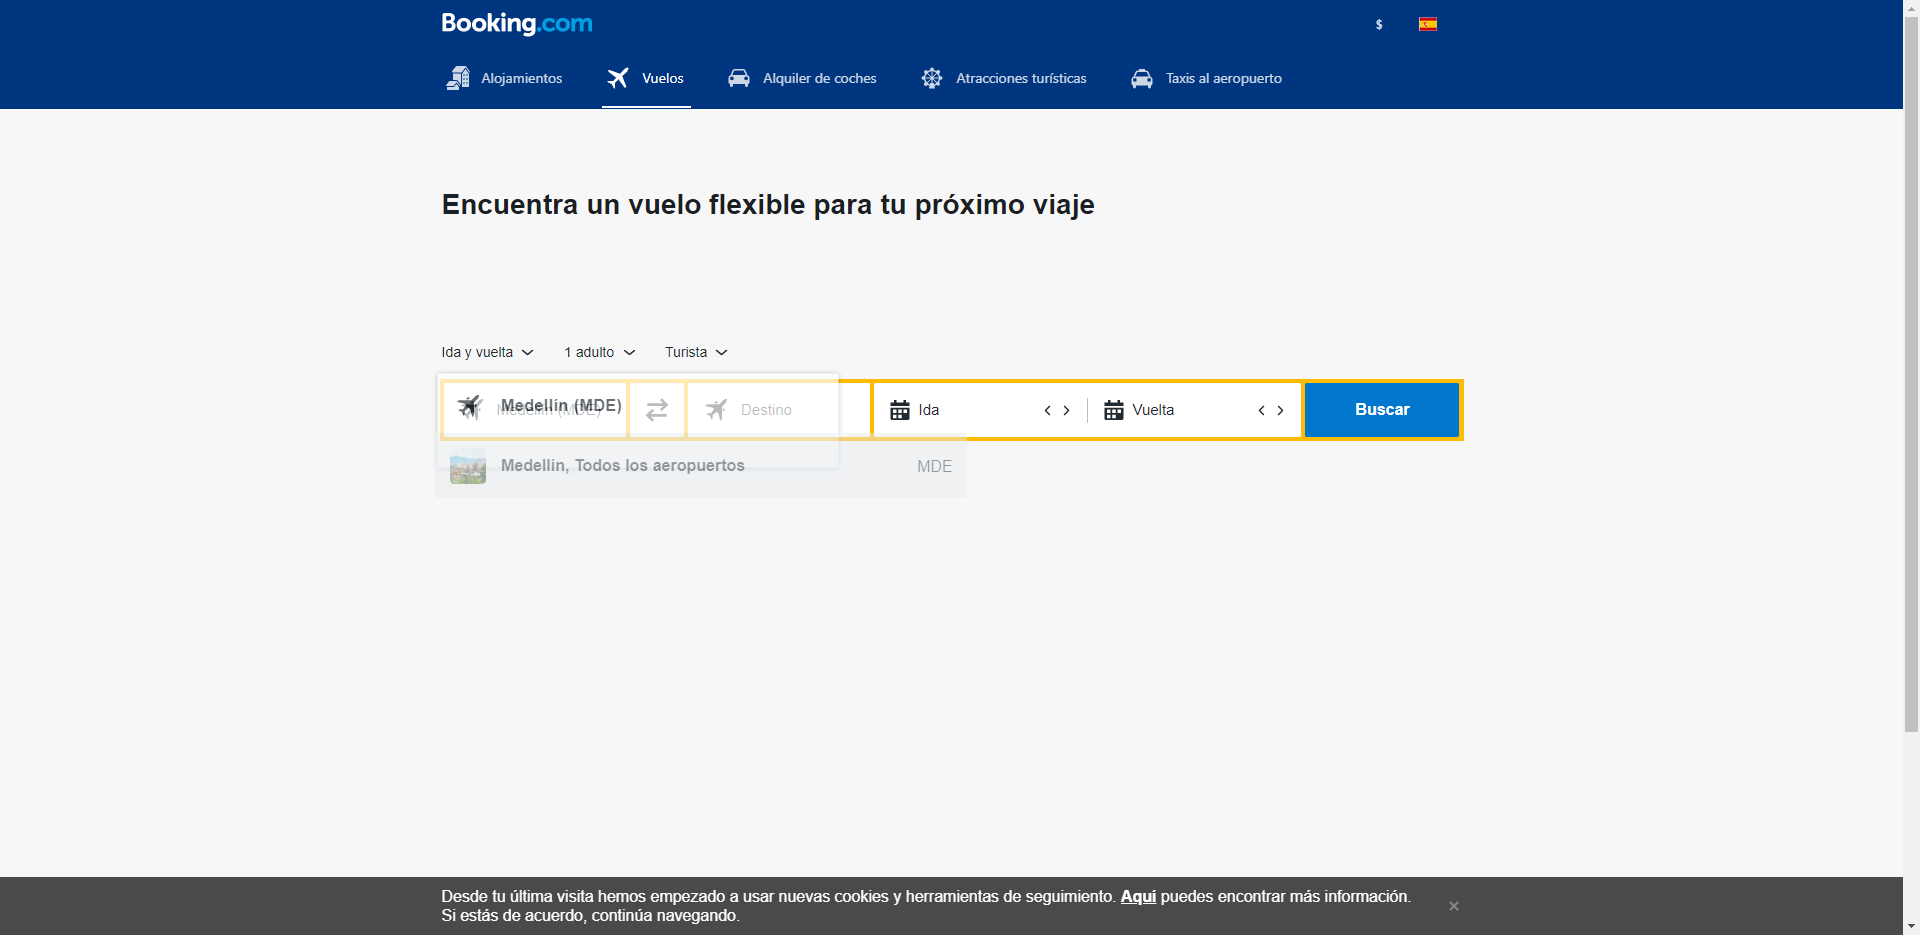 Booking.com
$
Alojamientos
Vuelos
Alquiler de coches
Atracciones turísticas
Taxis al aeropuerto
Encuentra un vuelo flexible para tu próximo viaje
Ida y vuelta
1 adulto
Turista
Medellín (MDE)
Medellín (MDE)
Destino
Ida
Vuelta
Buscar
Medellín, Todos los aeropuertos
MDE
Desde tu última visita hemos empezado a usar nuevas cookies y herramientas de seguimiento. Aquí puedes encontrar más información.
Si estás de acuerdo, continúa navegando.